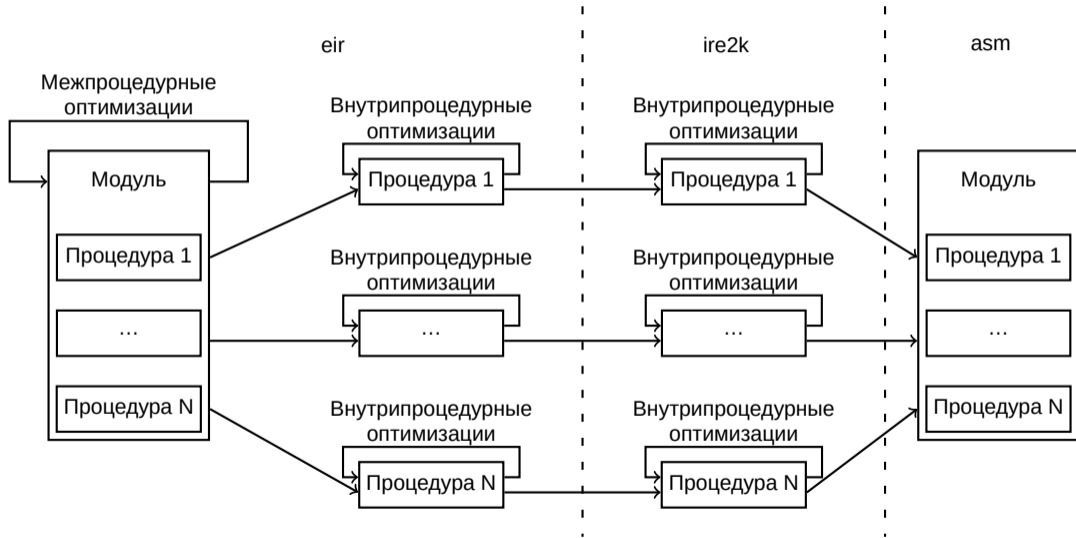 eir
ire2k
asm
Межпроцедурные
оптимизации
Модуль
Процедура 1
...
Процедура N
Внутрипроцедурные
оптимизации
Процедура 1
Внутрипроцедурные
оптимизации
...
Внутрипроцедурные
оптимизации
Процедура N
Внутрипроцедурные
оптимизации
Процедура 1
Внутрипроцедурные
оптимизации
...
Внутрипроцедурные
оптимизации
Процедура N
Модуль
Процедура 1
...
Процедура N